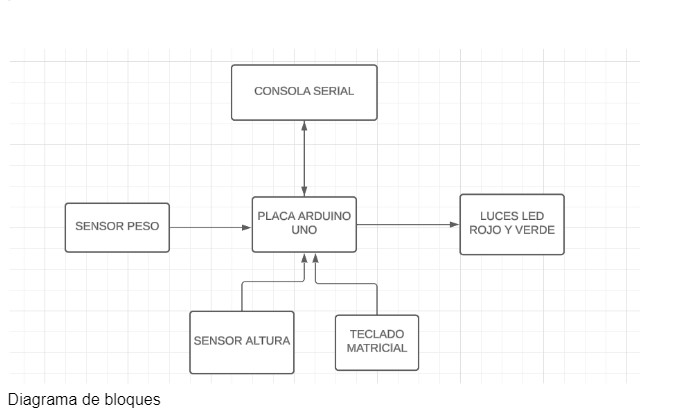 CONSOLA SERIAL
SENSOR PESO
PLACA ARDUINO
UNO
LUCES LED
ROJO Y VERDE
SENSOR ALTURA
TECLADO
MATRICIAL
Diagrama de bloques